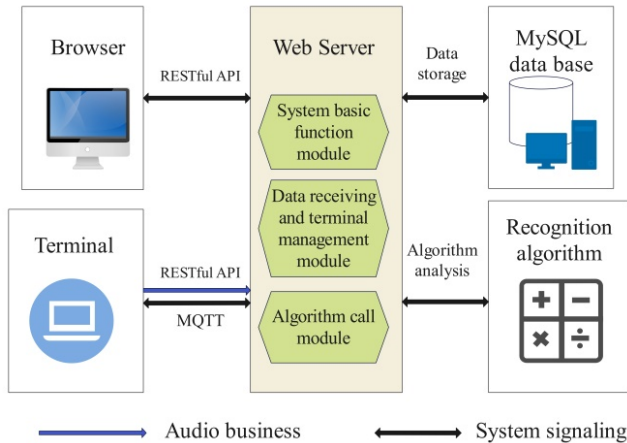 Browser
RESTful API
Web Server
Data
storage
MySQL
data base
System basic
function
module
Data receiving
and terminal
management
module
Terminal
RESTful API
MQTT
Algorithm call
module
Algorithm
analysis
Recognition
algorithm
Audio business
System signaling